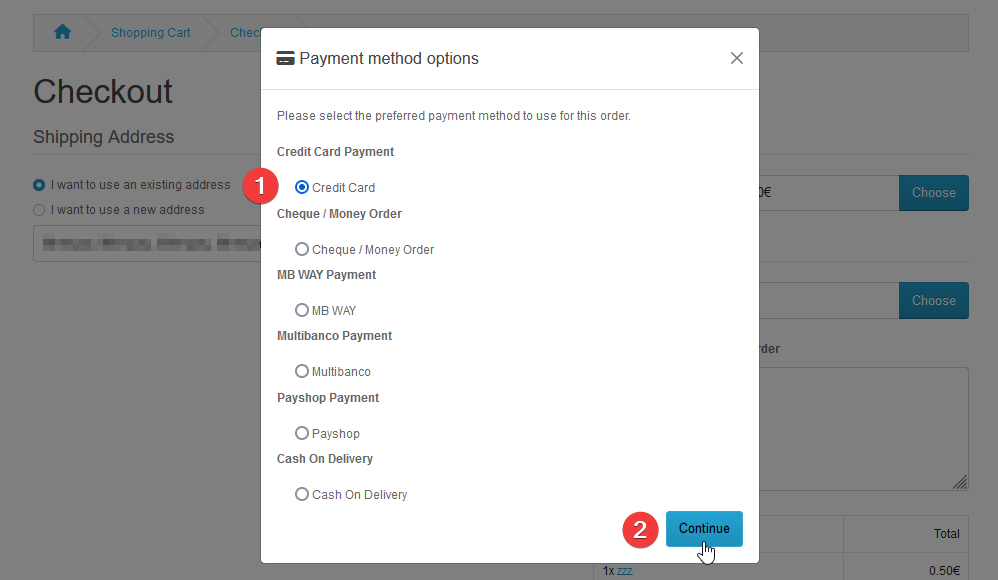 Shopping Cart
Chec
Payment method options
Checkout
Please select the preferred payment method to use for this order.
Shipping Address
Credit Card Payment
I want to use an existing address
1
Credit Card
0€
Choose
I want to use a new address
Cheque / Money Order
Cheque / Money Order
MB WAY Payment
MB WAY
Choose
Multibanco Payment
rder
Multibanco
Payshop Payment
Payshop
Cash On Delivery
Cash On Delivery
2
Continue
Total
1x zzz
0.50€